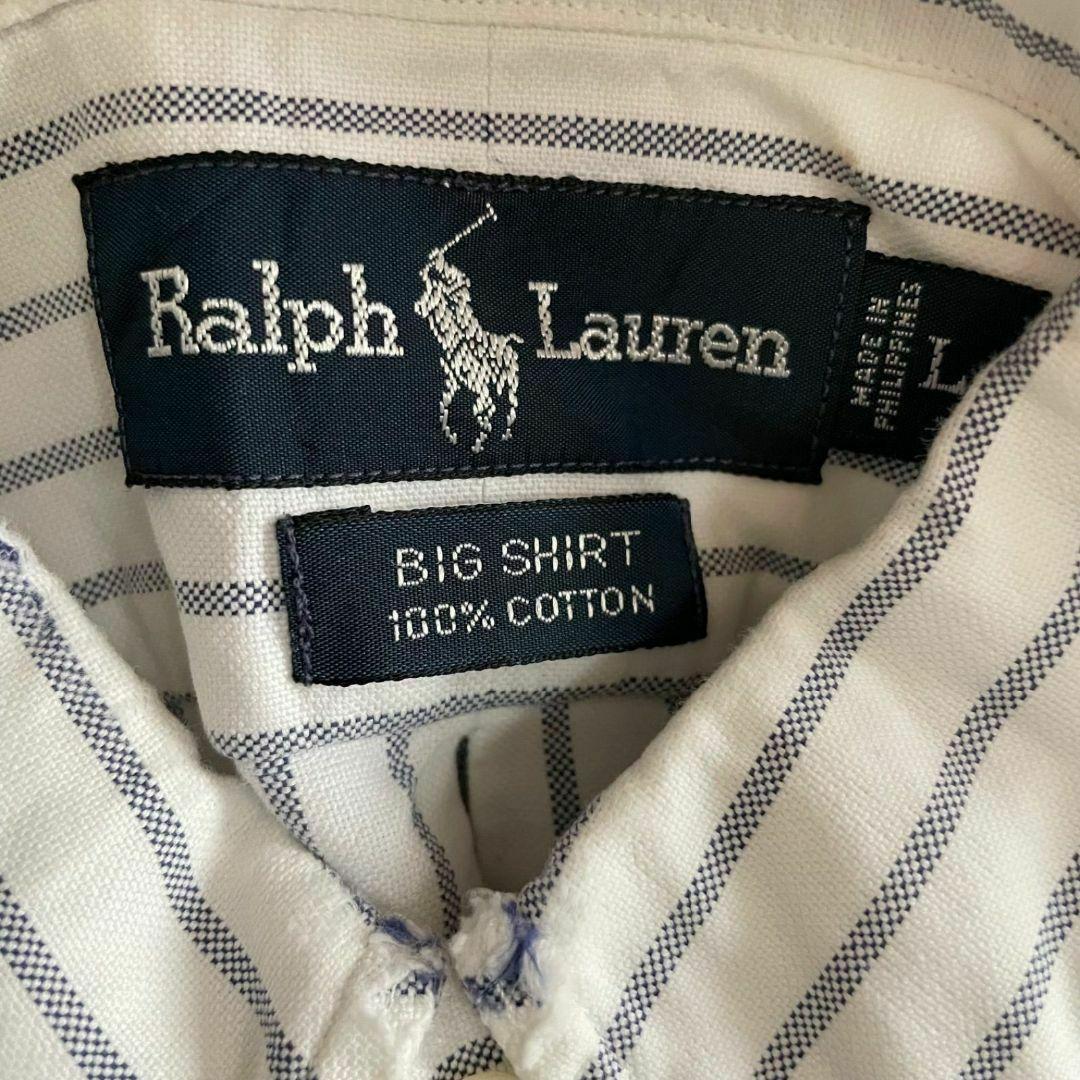 Ralph Lauren
MADE IN
PHILIPPINES
L
BIG SHIRT
100% COTTON